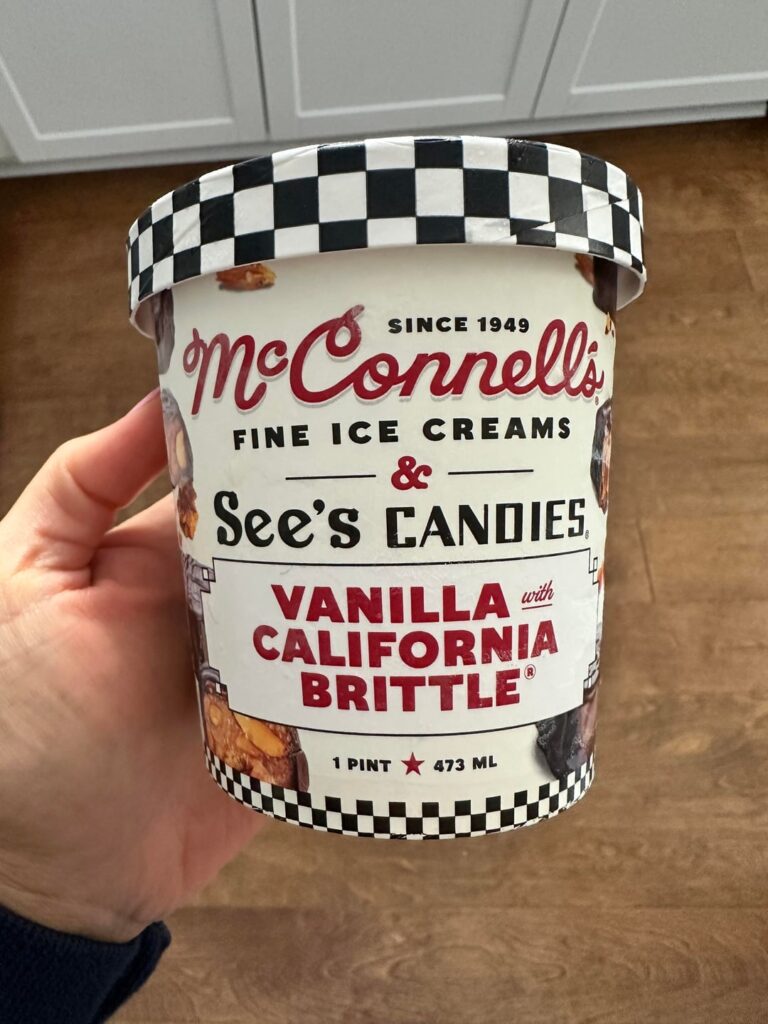 SINCE 1949
McConnell's®
FINE ICE CREAMS
&
See's CANDIES®
VANILLA with
CALIFORNIA
BRITTLE®
1 PINT ★ 473 ML